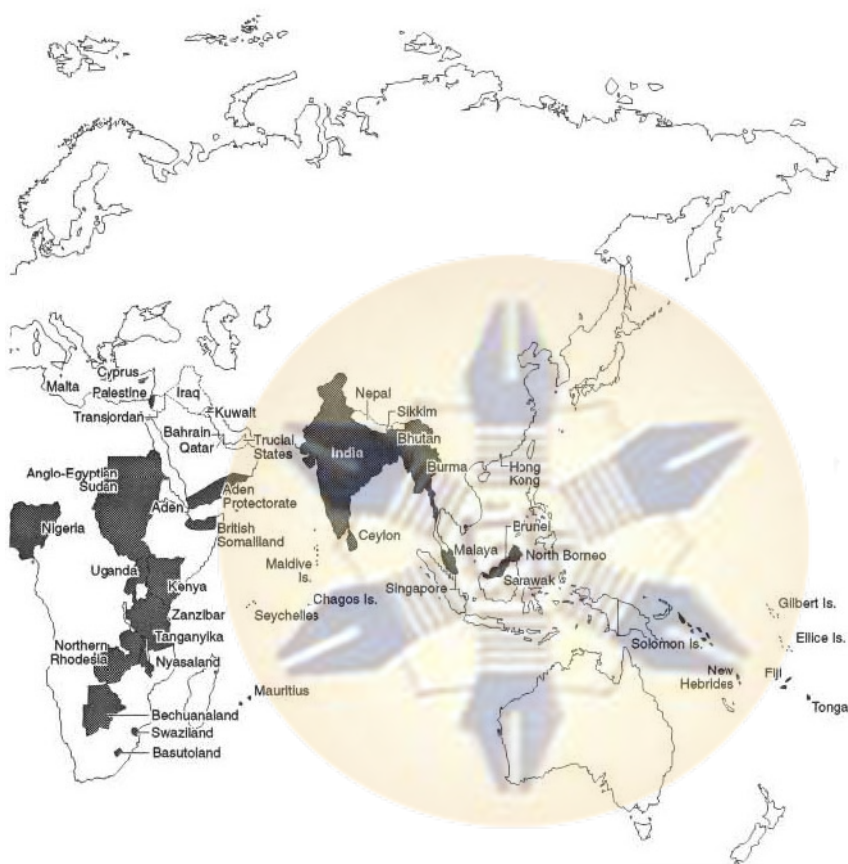 Cyprus
Malta
Palestine
Iraq
Transjordan
Kuwait
Bahrain
Qatar
Trucial
States
Nepal
Sikkim
Bhutan
India
Burma
Hong
Kong
Anglo-Egyptian
Sudan
Aden
Aden
Protectorate
Nigeria
British
Somaliland
Ceylon
Brunei
Malaya
North Borneo
Maldive
Is.
Uganda
Kenya
Singapore
Sarawak
Chagos Is.
Seychelles
Zanzibar
Gilbert Is.
Tanganyika
Northern
Rhodesia
Nyasaland
Solomon Is.
Ellice Is.
Mauritius
New
Hebrides
Fiji
Tonga
Bechuanaland
Swaziland
Basutoland